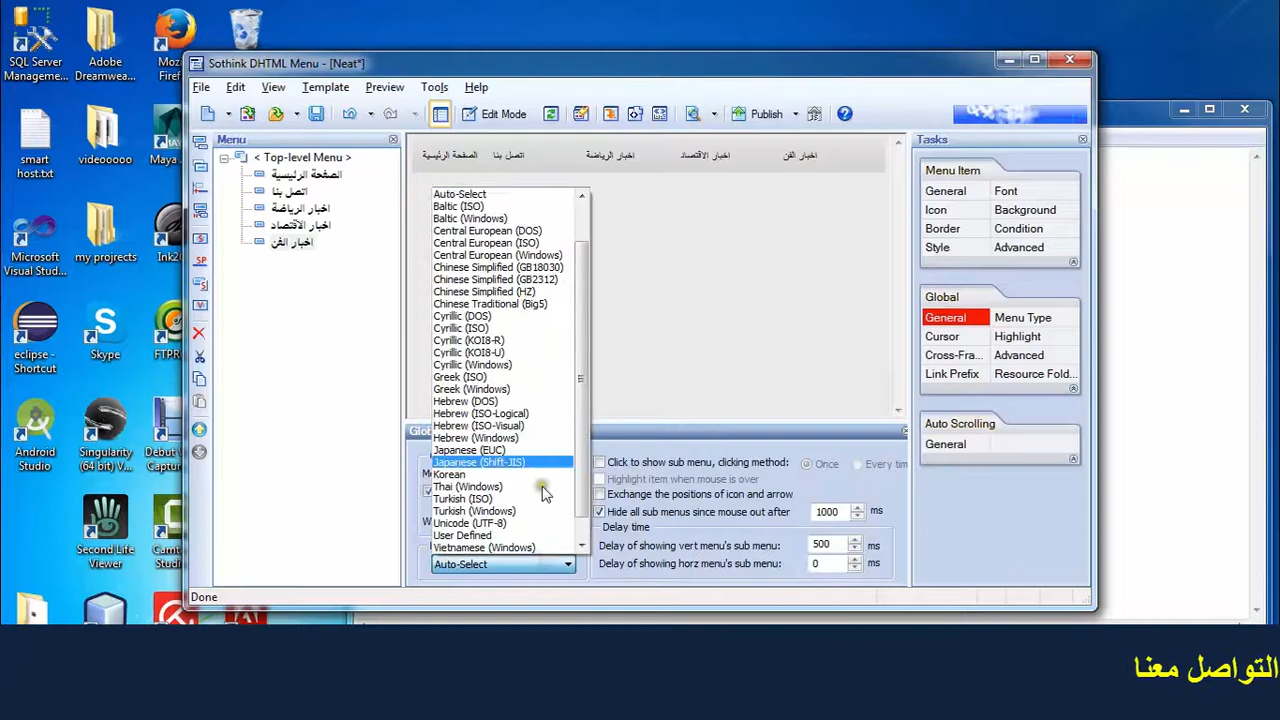 SQL Server
Manageme...
Adobe
Dreamwea...
Moz
Firef
smart
host.txt
videooooo
Maya
Microsoft
Visual Stud...
my projects
Ink20
eclipse -
Shortcut
Skype
FTPR
Android
Studio
Singularity
(64 bit) V...
Debut V
Captur
Second Life
Viewer
Camt
Sothink DHTML Menu - [Neat*]
File Edit View Template Tools Preview Help
Edit Mode
Publish
Menu
< Top-level Menu >
الصفحة الرئيسية
اتصل بنا
اخبار الرياضة
اخبار الاقتصاد
اخبار الفن
الصفحة الرئيسية
اتصل بنا
اخبار الرياضة
اخبار الاقتصاد
اخبار الفن
Auto-Select
Baltic (ISO)
Baltic (Windows)
Central European (DOS)
Central European (ISO)
Central European (Windows)
Chinese Simplified (GB18030)
Chinese Simplified (GB2312)
Chinese Simplified (HZ)
Chinese Traditional (Big5)
Cyrillic (DOS)
Cyrillic (ISO)
Cyrillic (KOI8-R)
Cyrillic (KOI8-U)
Cyrillic (Windows)
Greek (ISO)
Greek (Windows)
Hebrew (DOS)
Hebrew (ISO-Logical)
Hebrew (ISO-Visual)
Hebrew (Windows)
Japanese (EUC)
Japanese (Shift-JIS)
Korean
Thai (Windows)
Turkish (ISO)
Turkish (Windows)
Unicode (UTF-8)
User Defined
Vietnamese (Windows)
Auto-Select
Click to show sub menu, clicking method: Once Every tim
Highlight item when mouse is over
Exchange the positions of icon and arrow
Hide all sub menus since mouse out after 1000 ms
Delay time
Delay of showing vert menu's sub menu: 500 ms
Delay of showing horz menu's sub menu: 0 ms
Tasks
Menu Item
General Font
Icon Background
Border Condition
Style Advanced
Global
General Menu Type
Cursor Highlight
Cross-Fra... Advanced
Link Prefix Resource Fold...
Auto Scrolling
General
Done
التواصل معنا